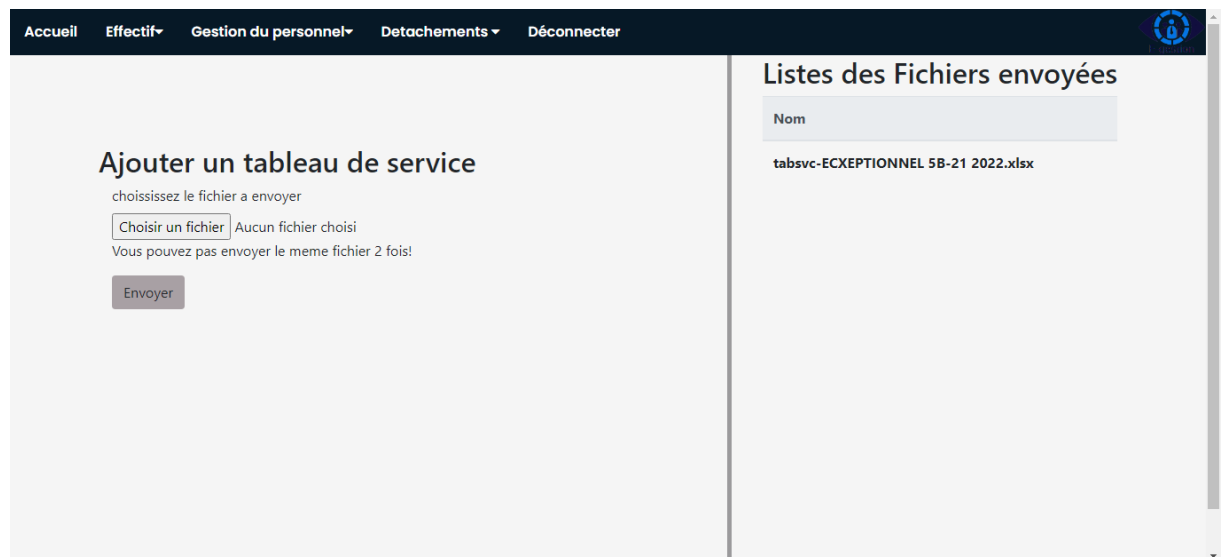 Accueil Effectif Gestion du personnel Detachements Déconnecter
Ajouter un tableau de service
choississez le fichier a envoyer
Choisir un fichier Aucun fichier choisi
Vous pouvez pas envoyer le meme fichier 2 fois!
Envoyer
Listes des Fichiers envoyées
Nom
tabsvc-ECXEPTIONNEL 5B-21 2022.xlsx